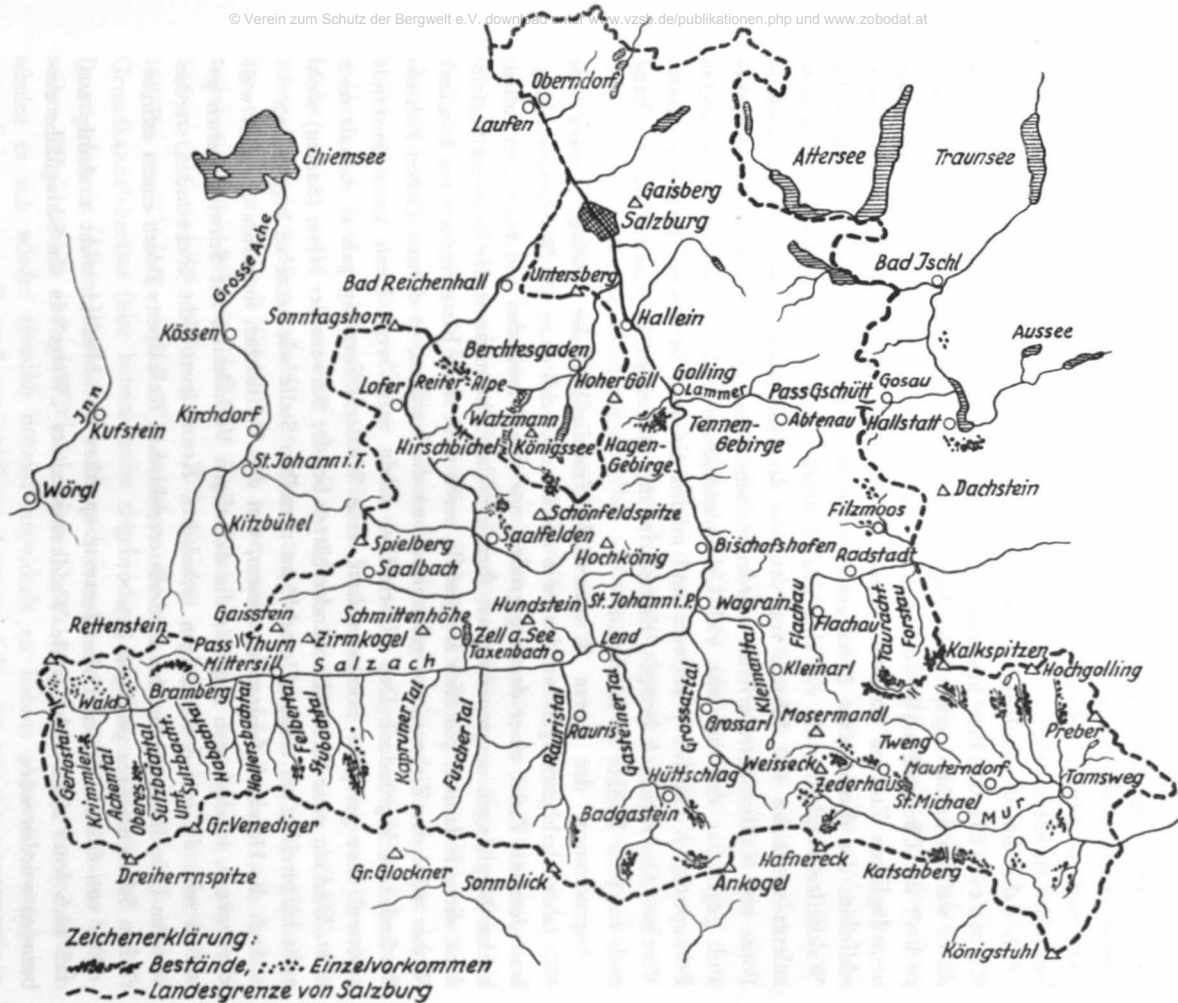 © Verein zum Schutz der Bergwelt e.V. download unter www.vzsb.de/publikationen.php und www.zobodat.at
Oberndorf
Laufen
Chiemsee
Attersee
Traunsee
Gaisberg
Salzburg
Grosse Ache
Bad Reichenhall
Untersberg
Bad Jschl
Sonntagshorn
Hallein
Kössen
Aussee
Berchtesgaden
Lofer
Reiter-Alpe
Hoher Göll
Golling
Lammer
Pass Gschütt
Gosau
Jnn
Kufstein
Kirchdorf
Watzmann
Abtenau
Hallstatt
Hirschbichel
Königssee
Hagen-
Gebirge
Tennen-
Gebirge
St. Johann i. T.
Wörgl
Dachstein
Schönfeldspitze
Filzmoos
Kitzbühel
Spielberg
Saalfelden
Hochkönig
Bischofshofen
Radstadt
Saalbach
Gaisstein
Schmittenhöhe
Hundstein
St. Johann i. P.
Wagrain
Flachau
Flachau
Tauracht.
Forstau
Rettenstein
Pass Thurn
Zirmkogel
Zell a. See
Taxenbach
Lend
Kleinarltal
Kalkspitzen
Hochgolling
Mittersill
Salzach
Kleinarl
Bramberg
Wald
Gerlostal
Krimmler
Achental
Oberes
Sulzbachtal
Unt. Sulzbacht.
Habachtal
Hollersbachtal
Felbertal
Stubachtal
Kapruner Tal
Fuscher Tal
Rauristal
Rauris
Gasteiner Tal
Grossarltal
Grossarl
Mosermandl
Preber
Tweng
Mauterndorf
Tamsweg
Hüttschlag
Weisseck
Zederhaus
St. Michael
Mur
Badgastein
Gr. Venediger
Dreiherrnspitze
Gr. Glockner
Sonnblick
Ankogel
Hafnereck
Katschberg
Königstuhl
Zeichenerklärung:
Bestände, Einzelvorkommen
Landesgrenze von Salzburg